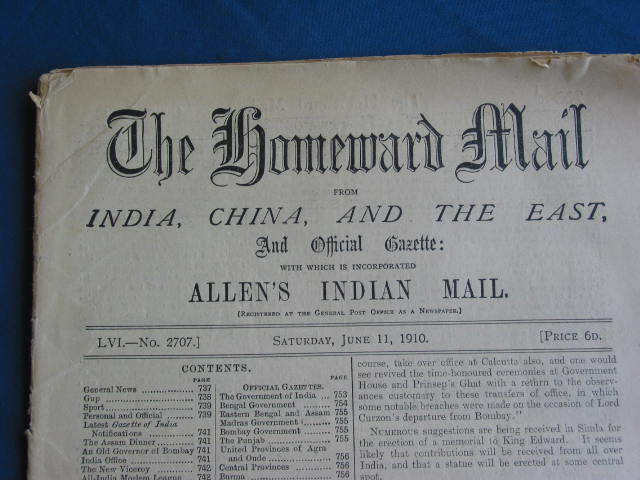 The Homeward Mail
FROM
INDIA, CHINA, AND THE EAST,
And Official Gazette:
WITH WHICH IS INCORPORATED
ALLEN'S INDIAN MAIL.
[REGISTERED AT THE GENERAL POST OFFICE AS A NEWSPAPER.]
LVI.—No. 2707.] SATURDAY, JUNE 11, 1910. [PRICE 6D.
CONTENTS.
PAGE
General News ................ 737
Gup ................ 738
Sport ................ 739
Personal and Official ........ 739
Latest Gazette of India
Notifications ................ 741
The Assam Dinner ............ 741
An Old Governor of Bombay 741
India Office ................ 741
The New Viceroy ............ 742
All-India Moslem League ... 742
PAGE
OFFICIAL GAZETTES.
The Government of India ... 753
Bengal Government ........ 754
Eastern Bengal and Assam 755
Madras Government ........ 755
Bombay Government ........ 755
The Punjab ................ 755
United Provinces of Agra
and Oude ................ 756
Central Provinces ............ 756
Burma ................ 756
course, take over office at Calcutta also, and one would
see revived the time-honoured ceremonies at Government
House and Prinsep's Ghat with a return to the observ-
ances customary to these transfers of office, in which
some notable breaches were made on the occasion of Lord
Curzon's departure from Bombay."
NUMEROUS suggestions are being received in Simla for
the erection of a memorial to King Edward. It seems
likely that contributions will be received from all over
India, and that a statue will be erected at some central
spot.